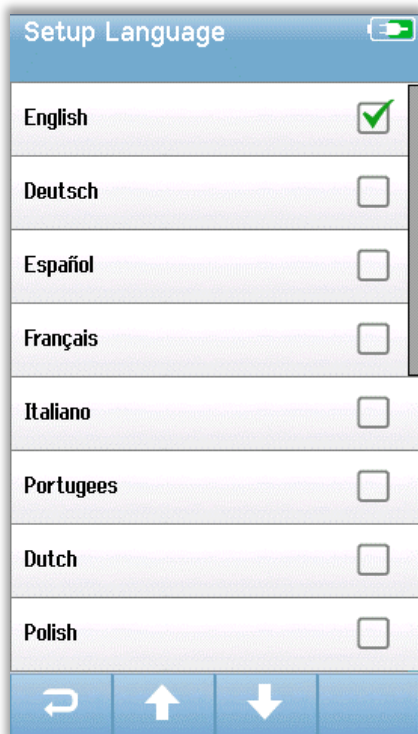 Setup Language
English
Deutsch
Español
Français
Italiano
Portugees
Dutch
Polish